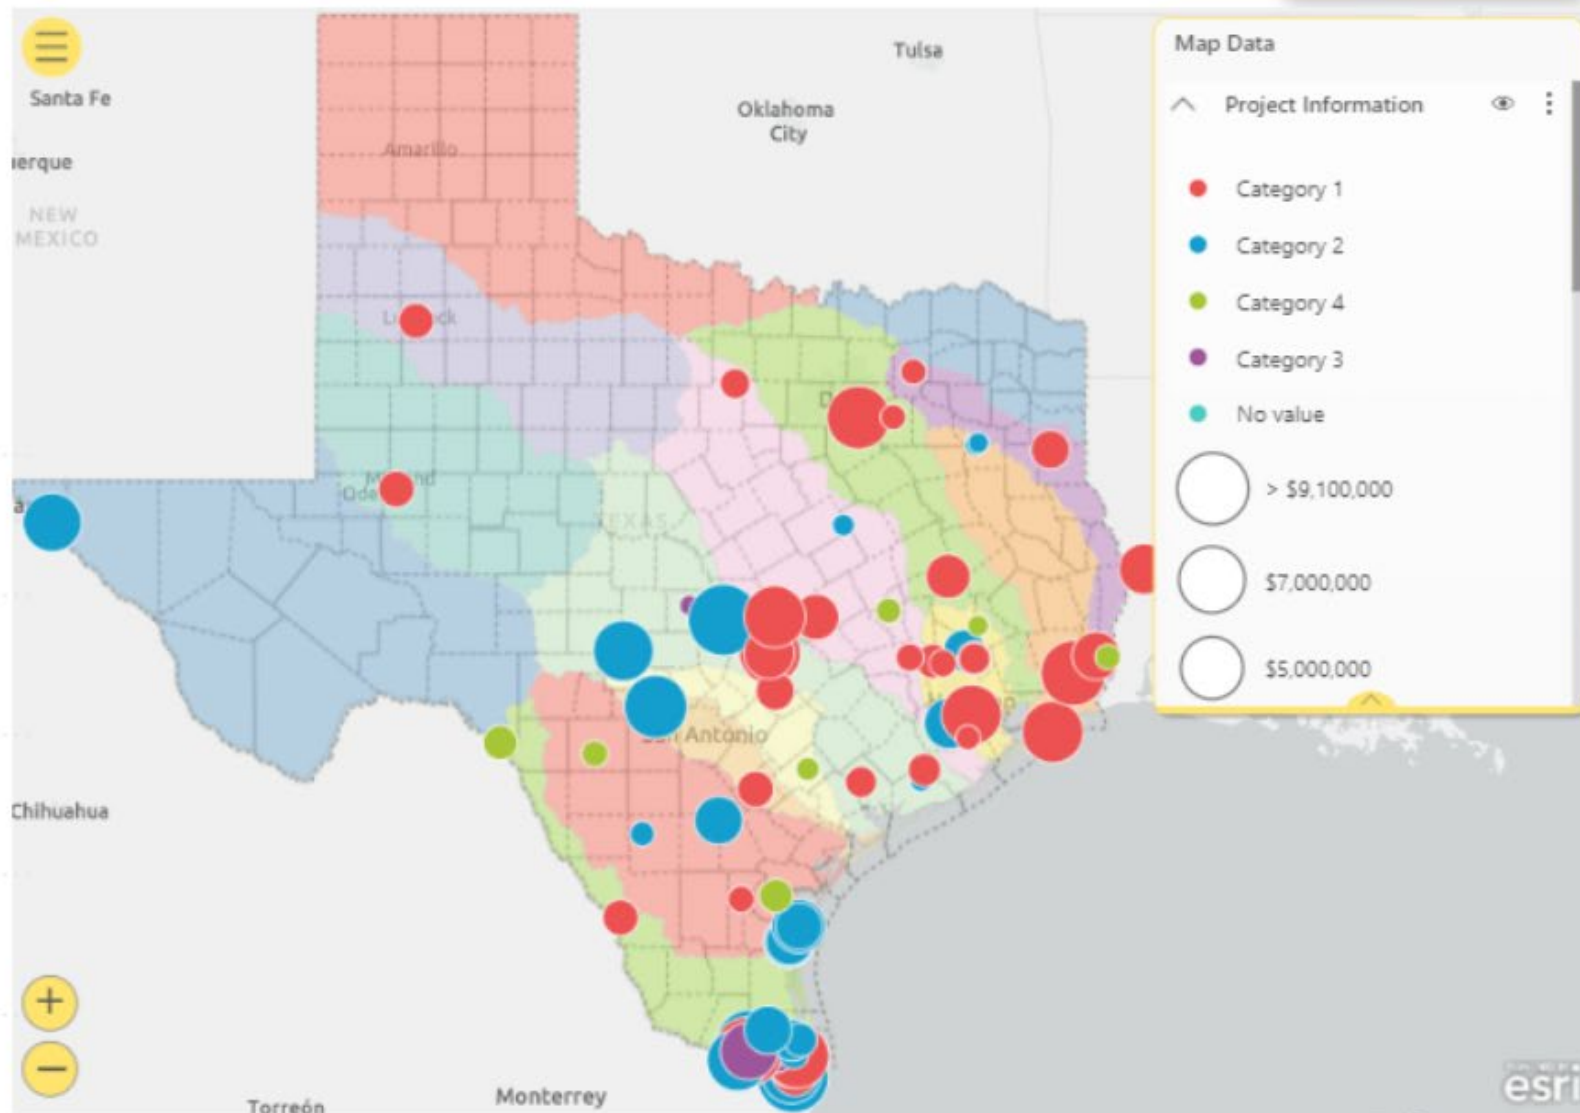 Tulsa
Map Data
Santa Fe
Project Information
Oklahoma
City
Amarillo
uerque
Category 1
NEW
MEXICO
Category 2
Category 4
Category 3
No value
> $9,100,000
TEXAS
$7,000,000
$5,000,000
San Antonio
Chihuahua
Monterrey
Torreón
esri